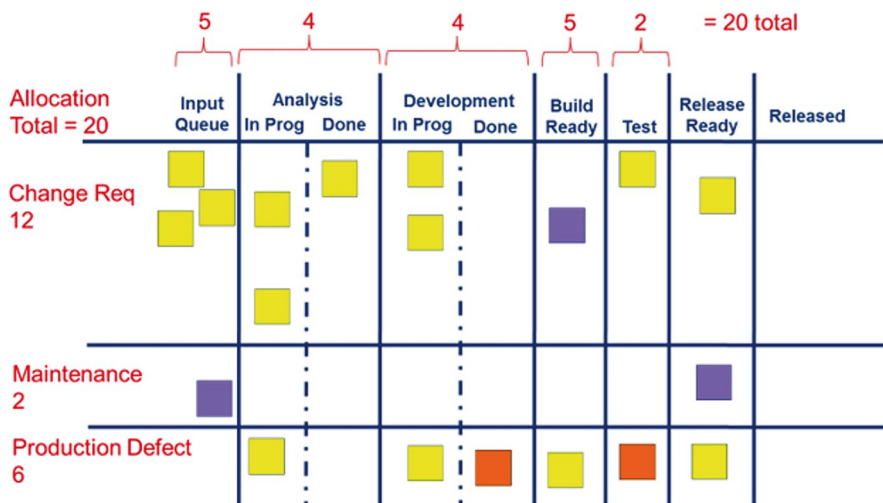 5 4 4 5 2 = 20 total
Allocation
Total = 20
Input
Queue
Analysis
In Prog Done
Development
In Prog Done
Build
Ready
Test
Release
Ready
Released
Change Req
12
Maintenance
2
Production Defect
6